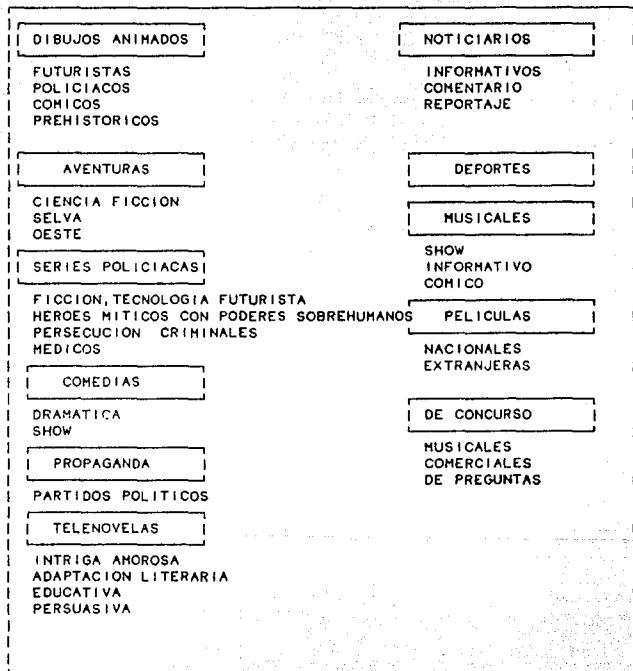 DIBUJOS ANIMADOS
FUTURISTAS
POLICIACOS
COMICOS
PREHISTORICOS
AVENTURAS
CIENCIA FICCION
SELVA
OESTE
SERIES POLICIACAS
FICCION, TECNOLOGIA FUTURISTA
HEROES MITICOS CON PODERES SOBREHUMANOS
PERSECUCION CRIMINALES
MEDICOS
COMEDIAS
DRAMATICA
SHOW
PROPAGANDA
PARTIDOS POLITICOS
TELENOVELAS
INTRIGA AMOROSA
ADAPTACION LITERARIA
EDUCATIVA
PERSUASIVA
NOTICIARIOS
INFORMATIVOS
COMENTARIO
REPORTAJE
DEPORTES
MUSICALES
SHOW
INFORMATIVO
COMICO
PELICULAS
NACIONALES
EXTRANJERAS
DE CONCURSO
MUSICALES
COMERCIALES
DE PREGUNTAS